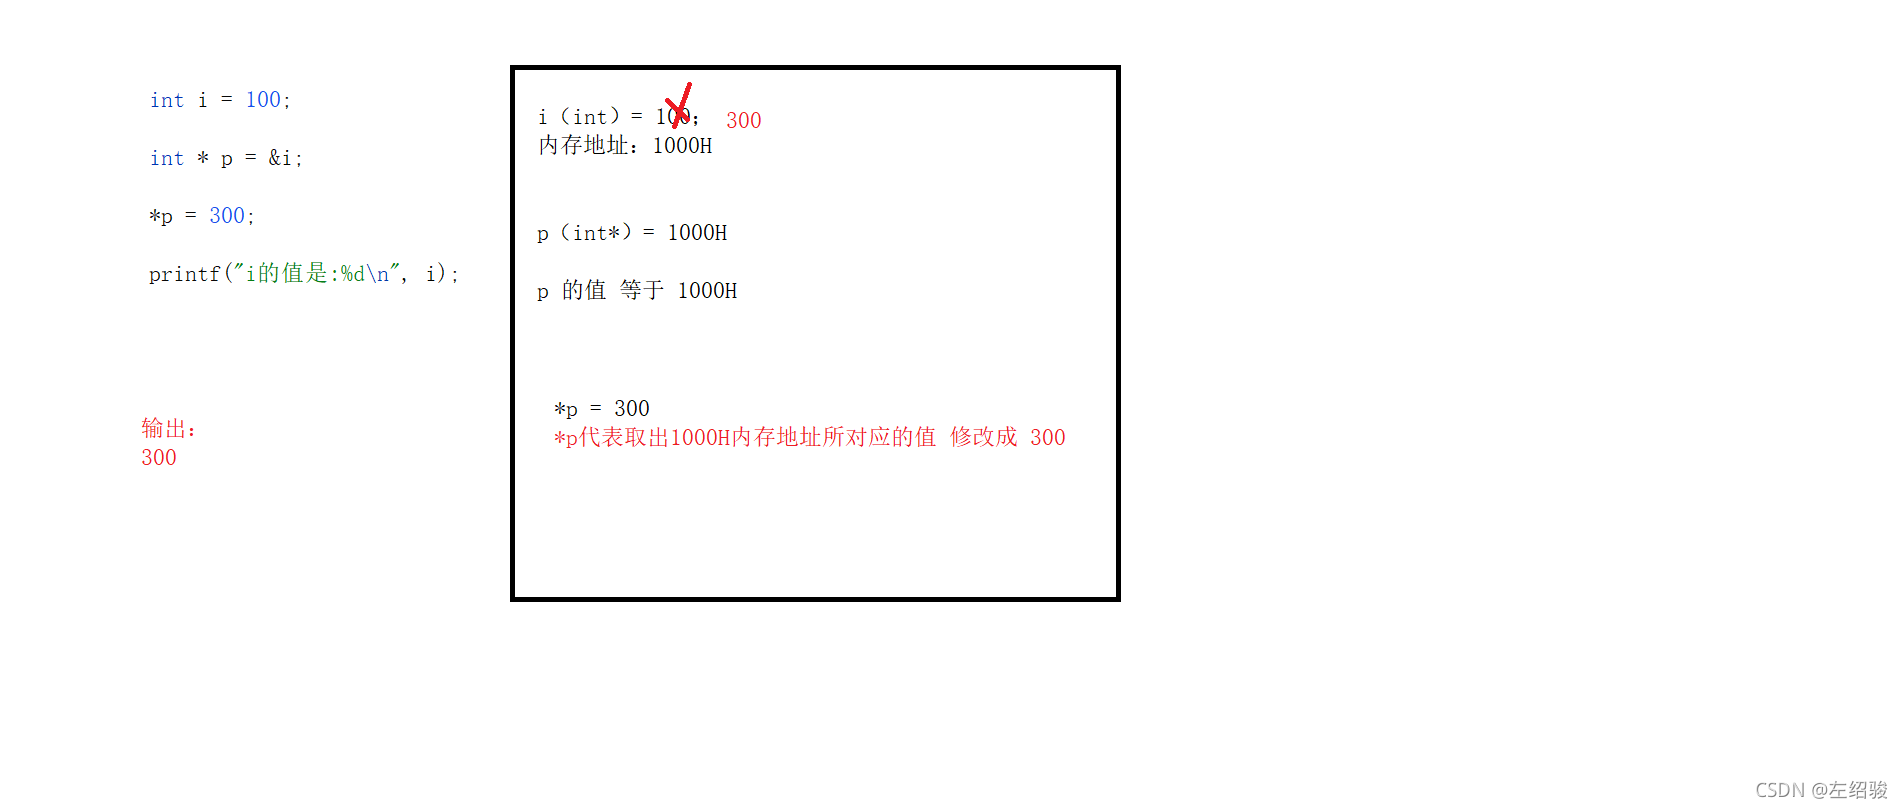 int i = 100;
int * p = &i;
*p = 300;
printf("i的值是:%d\n", i);
输出：
300
i（int）= 100； 300
内存地址：1000H
p（int*）= 1000H
p 的值 等于 1000H
*p = 300
*p代表取出1000H内存地址所对应的值 修改成 300
CSDN @左绍骏